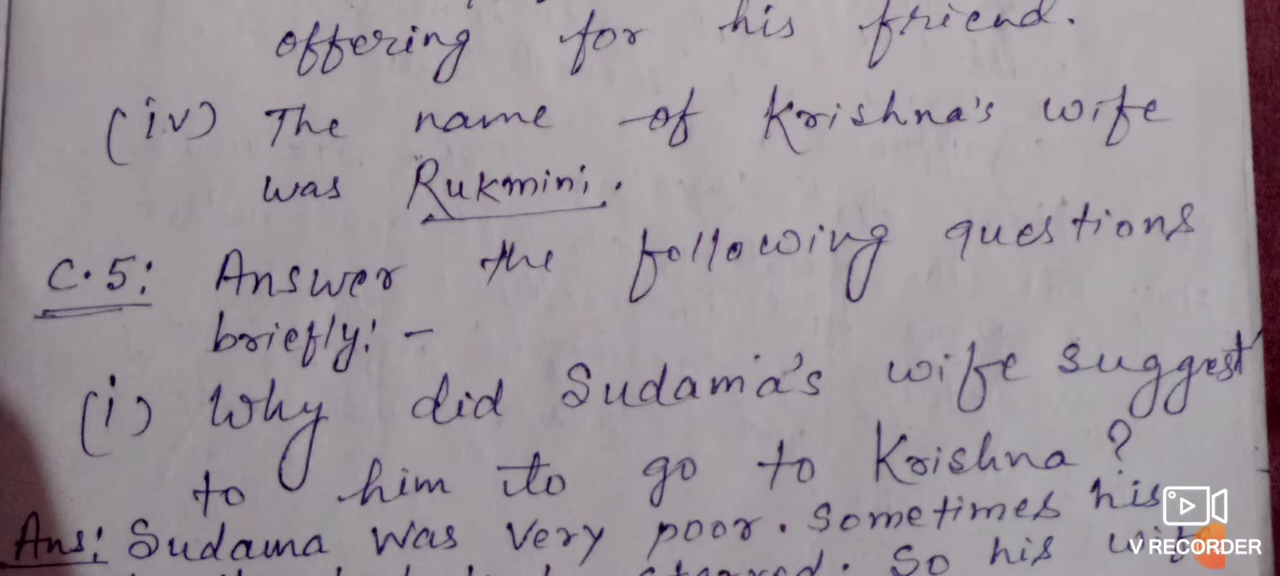 offering for his friend.
(iv) The name of Krishna's wife
was Rukmini.
C.5: Answer the following questions
briefly: -
(i) Why did Sudama's wife suggest
to him to go to Krishna?
Ans: Sudama was very poor. Sometimes his
starved. So his wife
V RECORDER